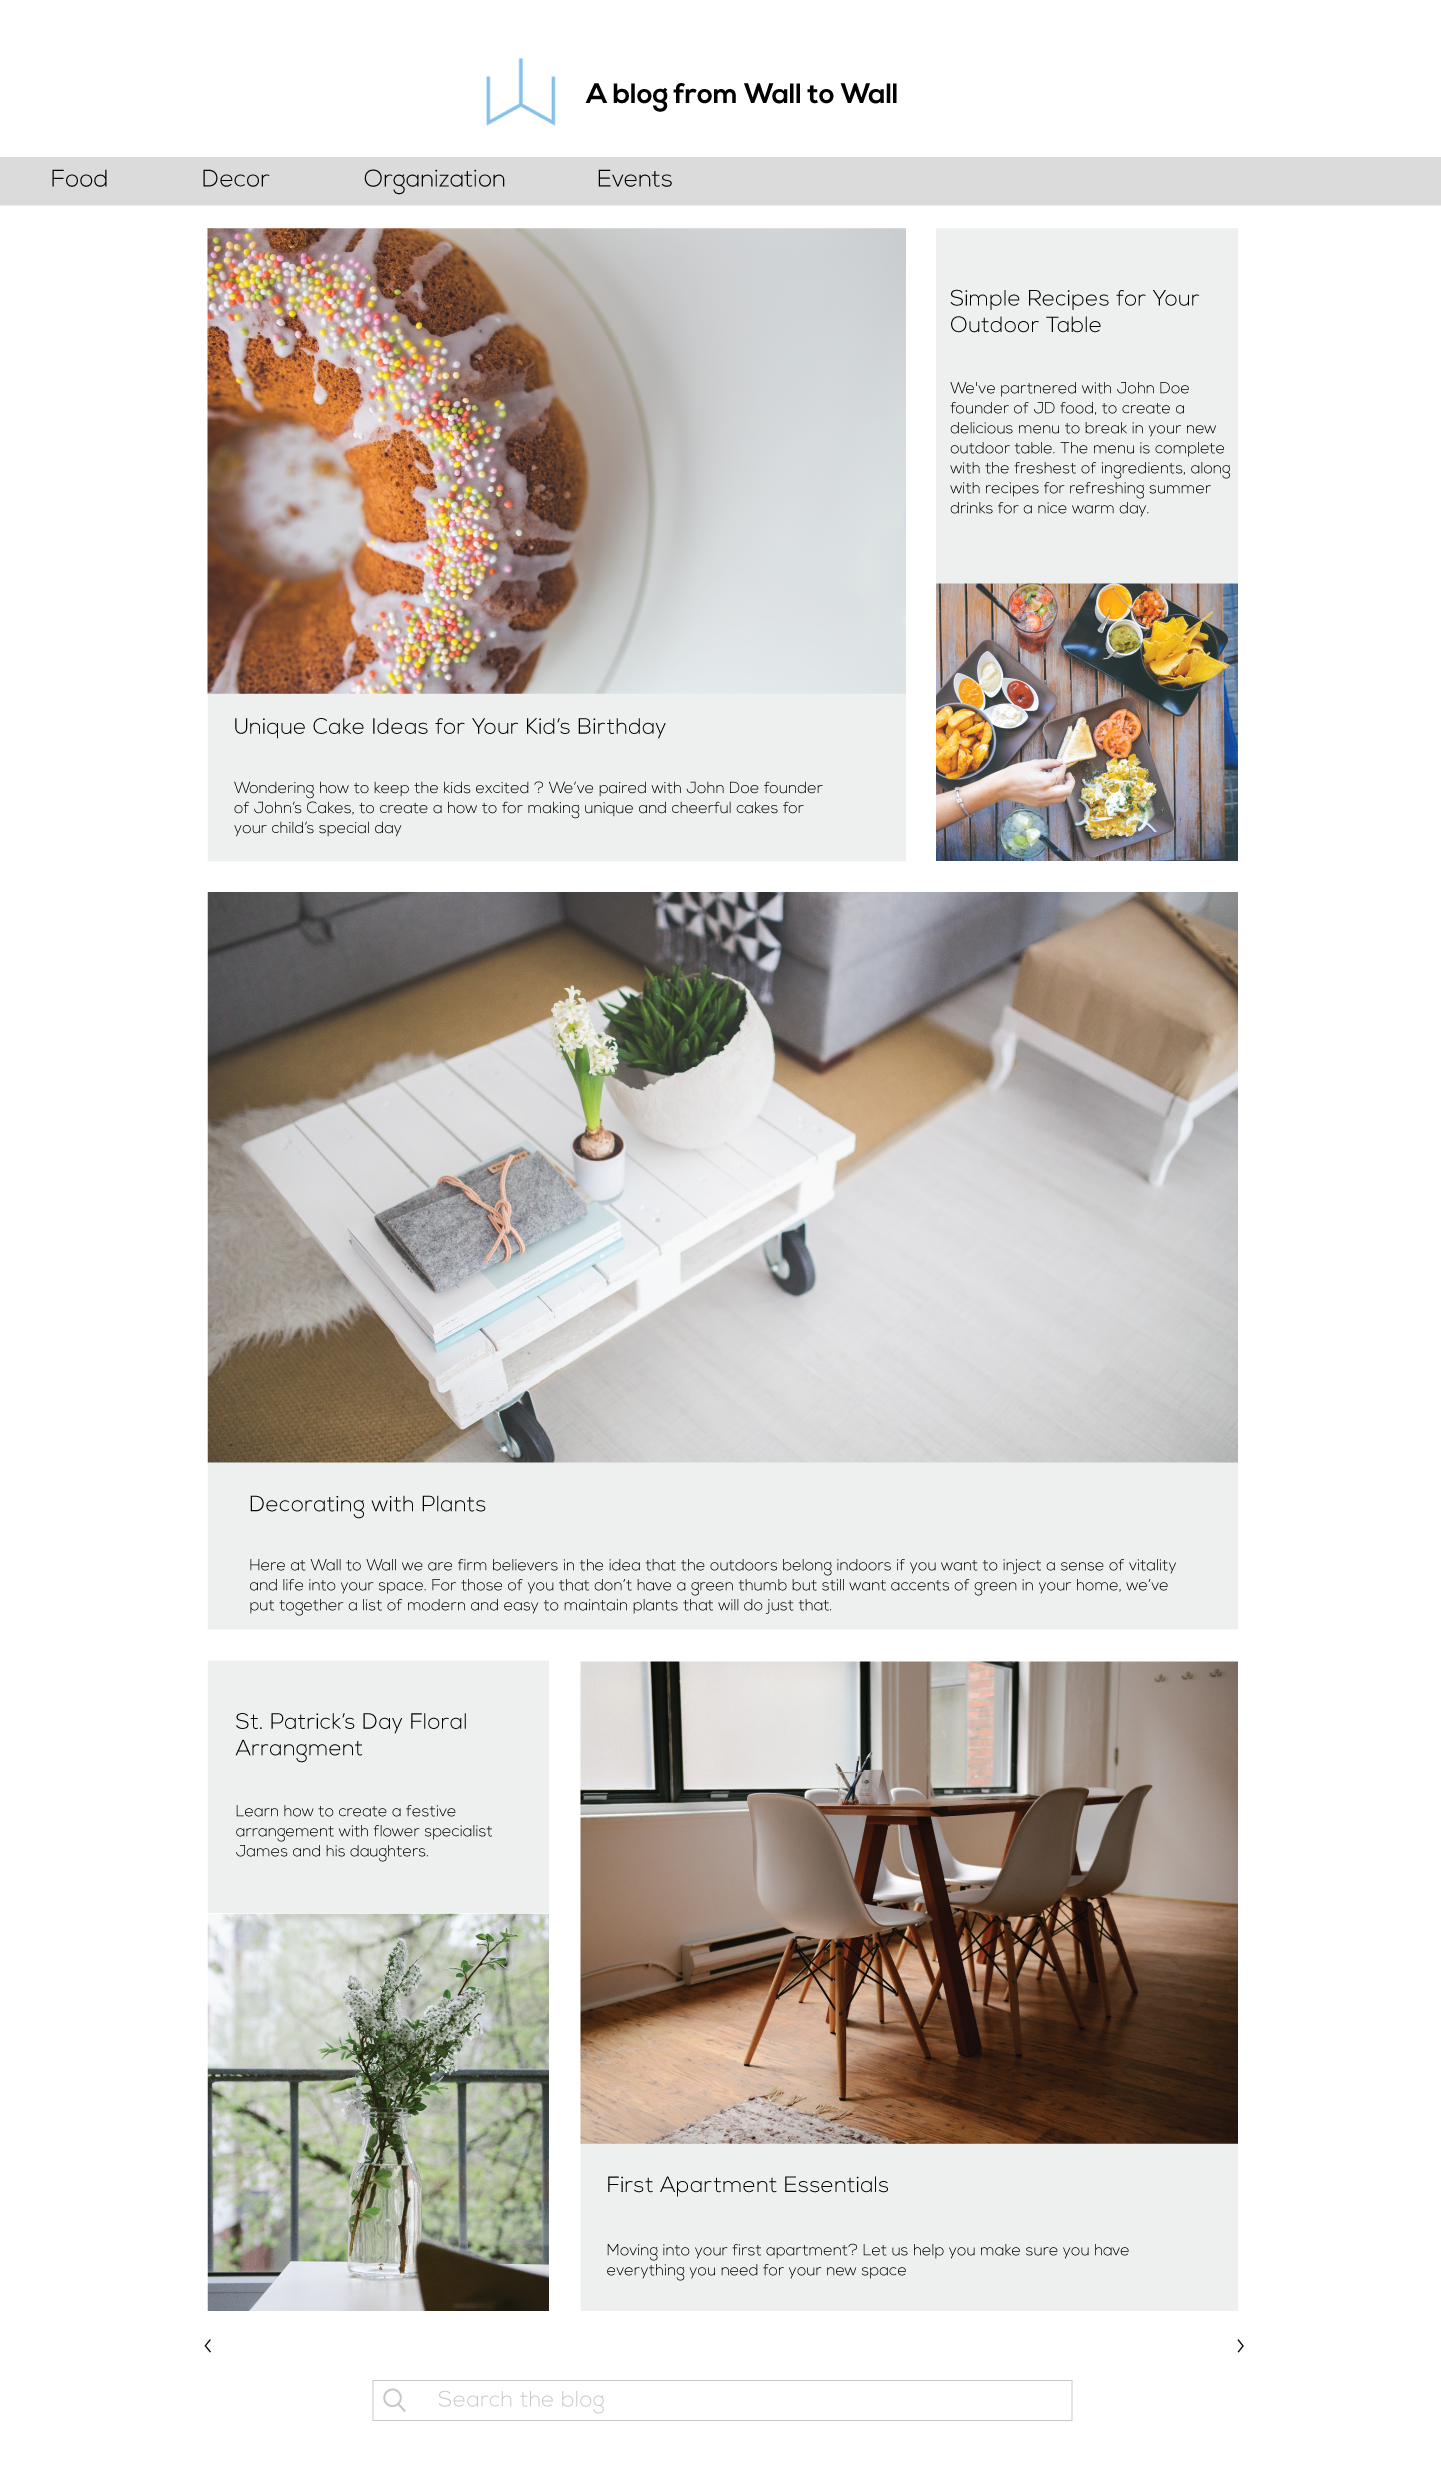 A blog from Wall to Wall
Food
Decor
Organization
Events
Unique Cake Ideas for Your Kid’s Birthday
Wondering how to keep the kids excited ? We’ve paired with John Doe founder
of John’s Cakes, to create a how to for making unique and cheerful cakes for
your child’s special day
Simple Recipes for Your
Outdoor Table
We've partnered with John Doe
founder of JD food, to create a
delicious menu to break in your new
outdoor table. The menu is complete
with the freshest of ingredients, along
with recipes for refreshing summer
drinks for a nice warm day.
Decorating with Plants
Here at Wall to Wall we are firm believers in the idea that the outdoors belong indoors if you want to inject a sense of vitality
and life into your space. For those of you that don’t have a green thumb but still want accents of green in your home, we’ve
put together a list of modern and easy to maintain plants that will do just that.
St. Patrick’s Day Floral
Arrangment
Learn how to create a festive
arrangement with flower specialist
James and his daughters.
First Apartment Essentials
Moving into your first apartment? Let us help you make sure you have
everything you need for your new space
Search the blog